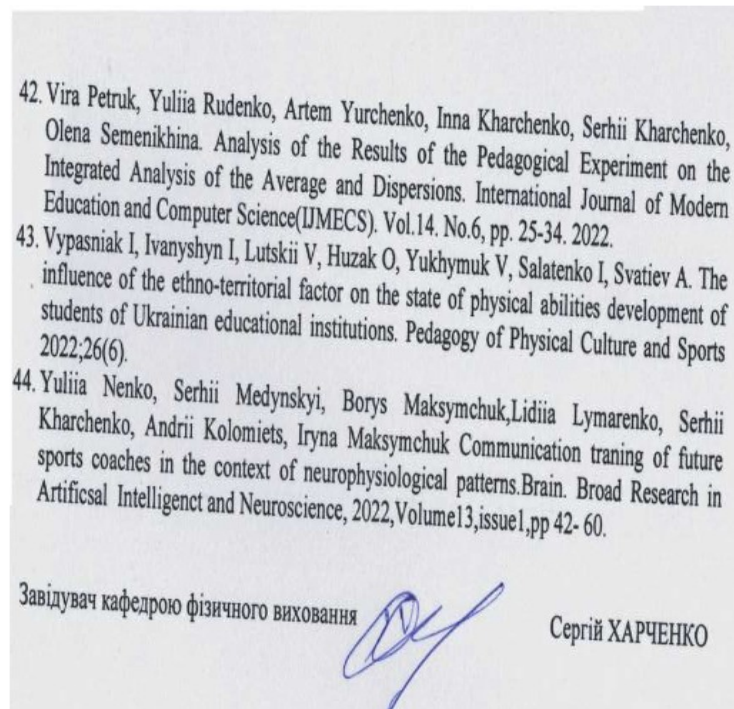 42. Vira Petruk, Yuliia Rudenko, Artem Yurchenko, Inna Kharchenko, Serhii Kharchenko,
Olena Semenikhina. Analysis of the Results of the Pedagogical Experiment on the
Integrated Analysis of the Average and Dispersions. International Journal of Modern
Education and Computer Science(IJMECS). Vol.14. No.6, pp. 25-34. 2022.
43. Vypasniak I, Ivanyshyn I, Lutskii V, Huzak O, Yukhymuk V, Salatenko I, Svatiev A. The
influence of the ethno-territorial factor on the state of physical abilities development of
students of Ukrainian educational institutions. Pedagogy of Physical Culture and Sports
2022;26(6).
44. Yuliia Nenko, Serhii Medynskyi, Borys Maksymchuk,Lidiia Lymarenko, Serhii
Kharchenko, Andrii Kolomiets, Iryna Maksymchuk Communication traning of future
sports coaches in the context of neurophysiological patterns.Brain. Broad Research in
Artificsal Intelligenct and Neuroscience, 2022,Volume13,issue1,pp 42- 60.
Завідувач кафедрою фізичного виховання Сергій ХАРЧЕНКО